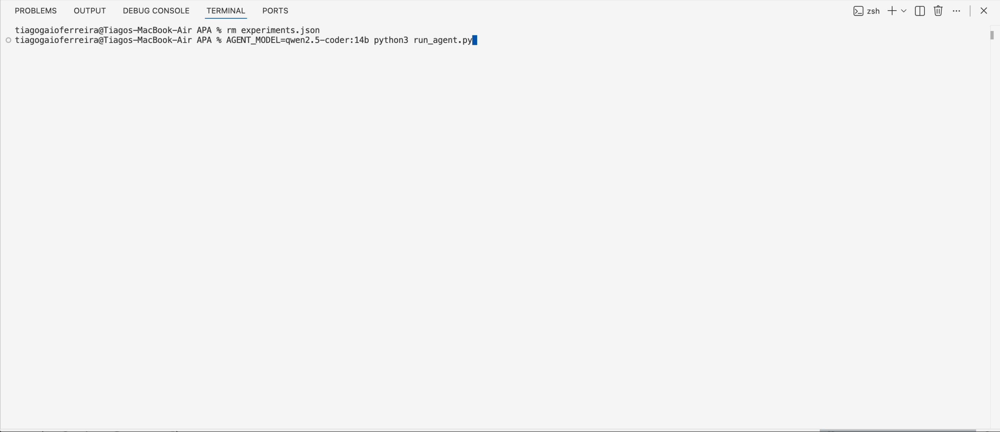 PROBLEMS OUTPUT DEBUG CONSOLE TERMINAL PORTS zsh
tiagogaioferreira@Tiagos-MacBook-Air APA % rm experiments.json
tiagogaioferreira@Tiagos-MacBook-Air APA % AGENT_MODEL=qwen2.5-coder:14b python3 run_agent.py